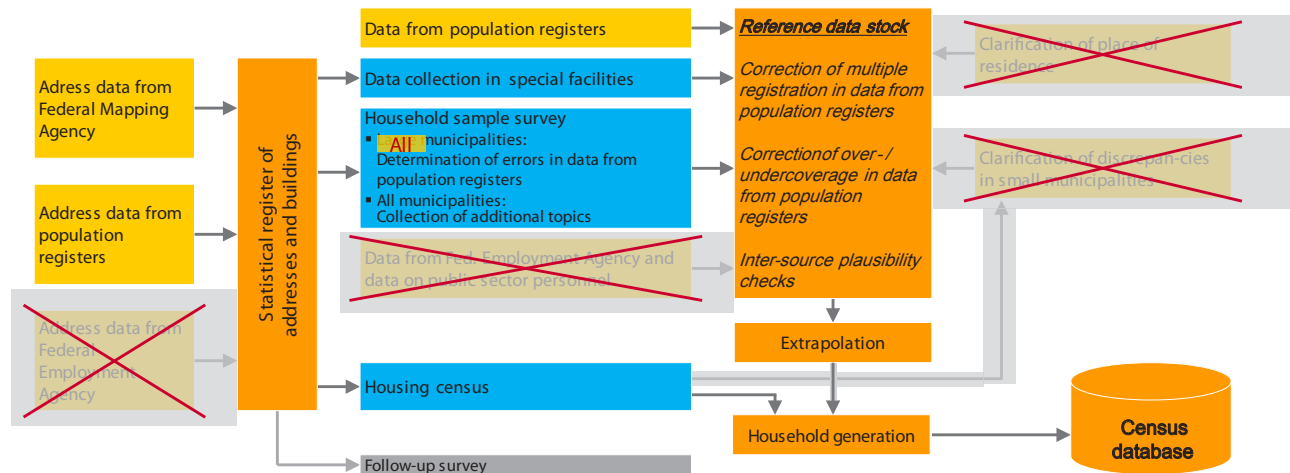 Adress data from
Federal Mapping
Agency
Address data from
population
registers
Address data from
Federal
Employment
Agency
Statistical register of
addresses and buildings
Data from population registers
Data collection in special facilities
Household sample survey
▪ All municipalities:
Determination of errors in data from
population registers
▪ All municipalities:
Collection of additional topics
Data from Fed. Employment Agency and
data on public sector personnel
Housing census
Follow-up survey
Reference data stock
Correction of multiple
registration in data from
population registers
Correctionof over-/
undercoverage in data
from population
registers
Inter-source plausibility
checks
Extrapolation
Household generation
Clarification of place of
residence
Clarification of discrepan-cies
in small municipalities
Census
database